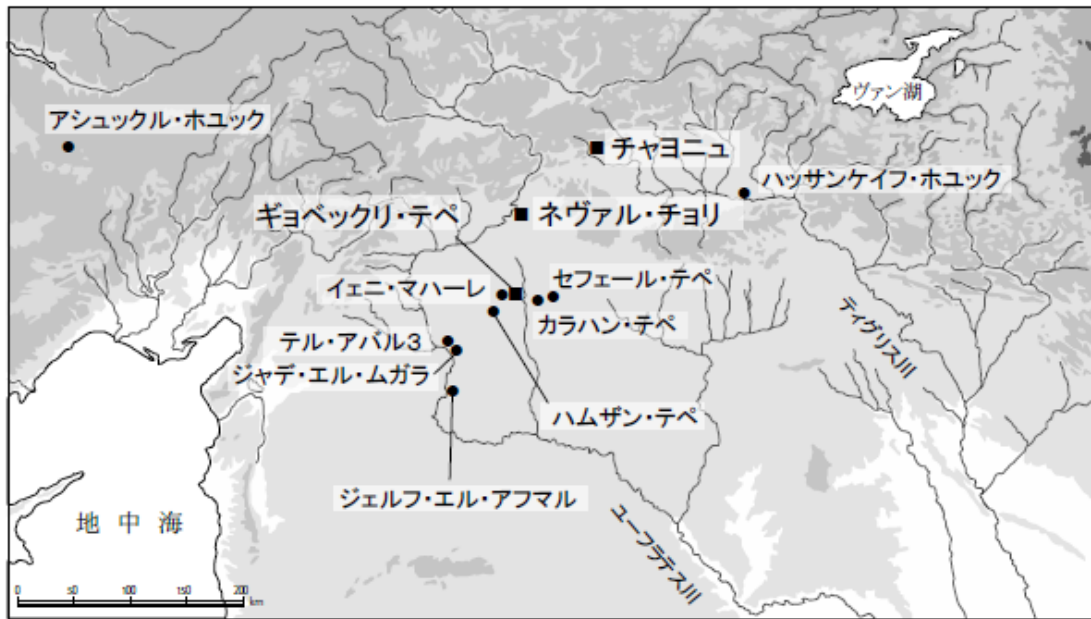 ヴァン湖
アシュックル・ホユック
チャヨニュ
ハッサンケイフ・ホユック
ギョベックリ・テペ
ネヴァル・チョリ
セフェール・テペ
イェニ・マハーレ
カラハン・テペ
ティグリス川
テル・アバル3
ジャデ・エル・ムガラ
ハムザン・テペ
ジェルフ・エル・アフマル
地中海
ユーフラテス川
0 50 100 150 200
km